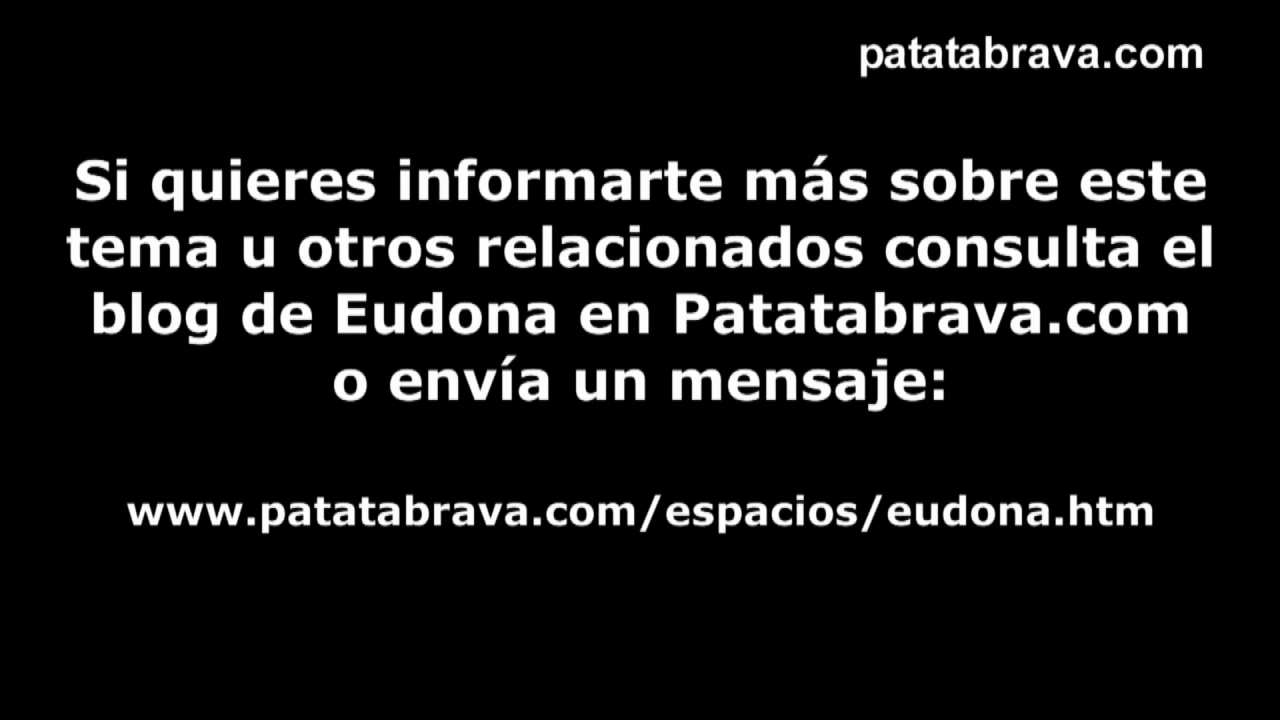 patatabrava.com
Si quieres informarte más sobre este
tema u otros relacionados consulta el
blog de Eudona en Patatabrava.com
o envía un mensaje:
www.patatabrava.com/espacios/eudona.htm